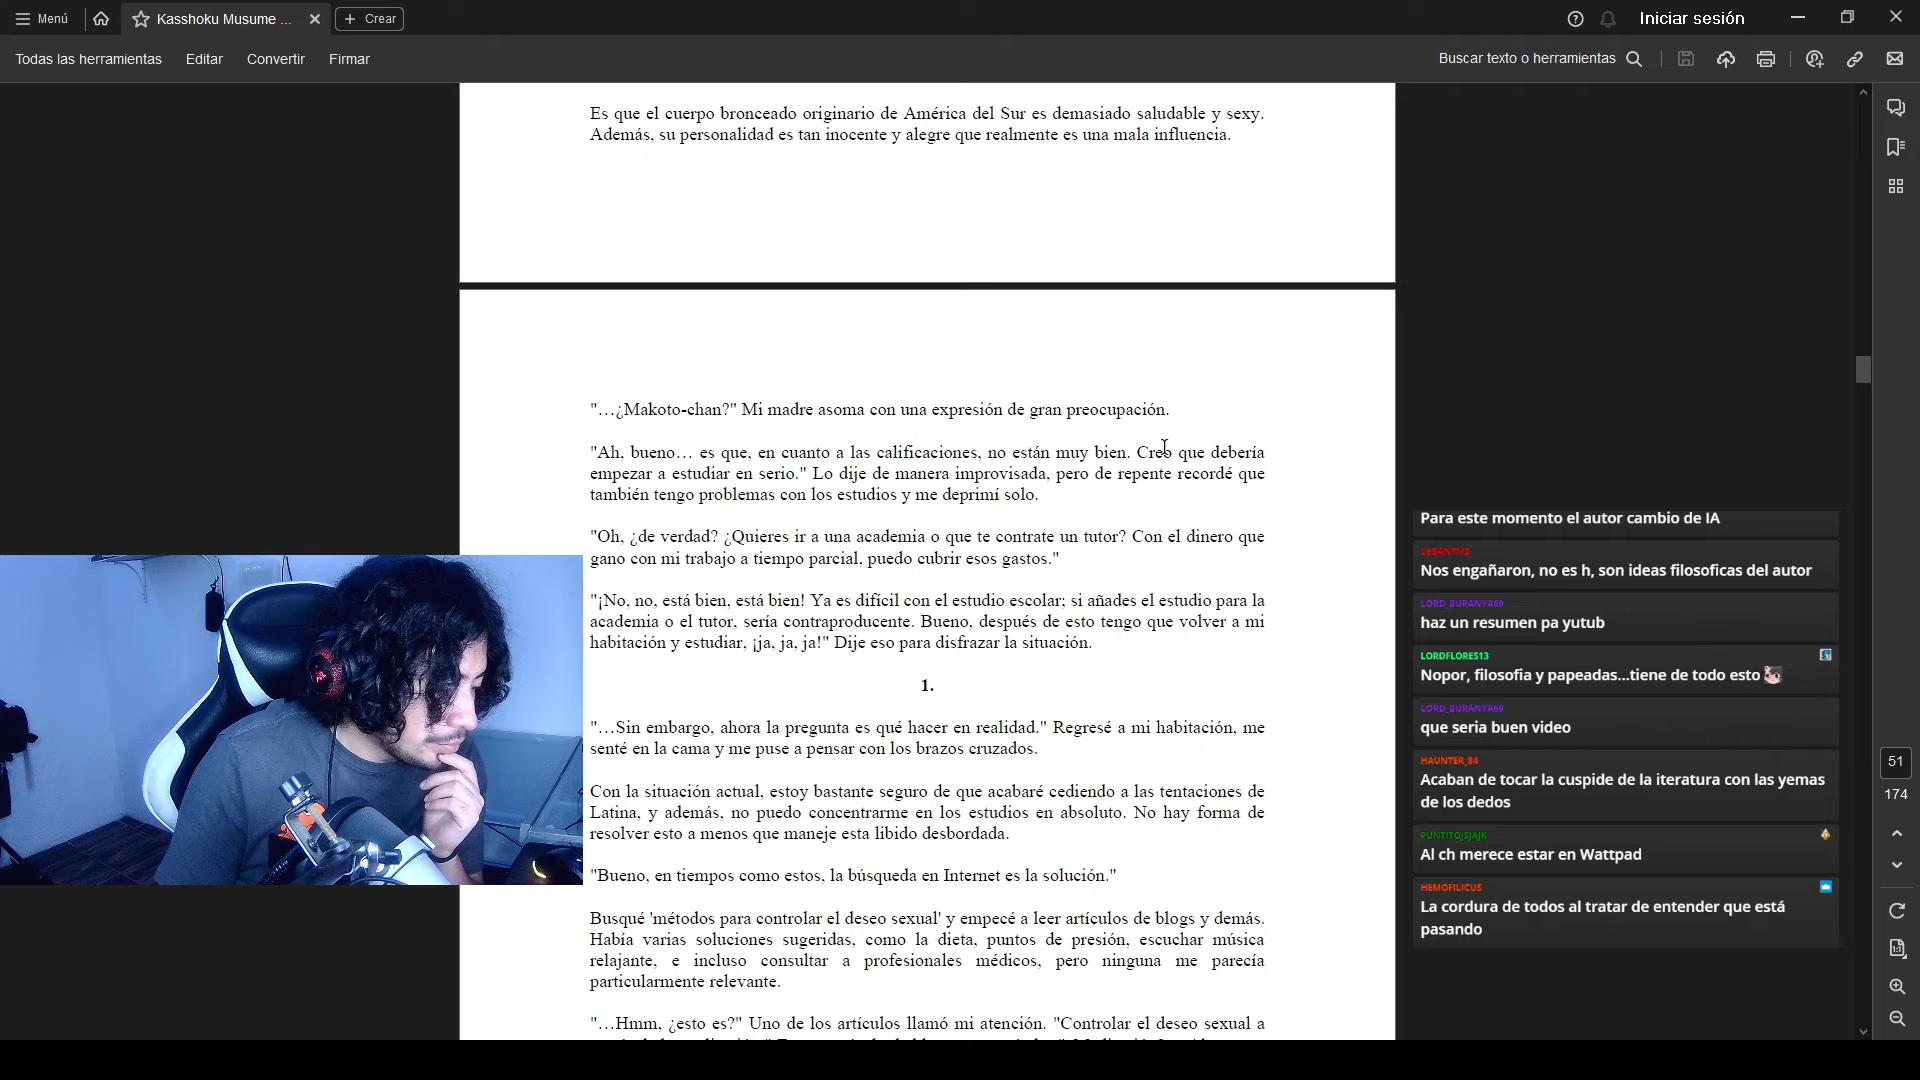 Menú
Kasshoku Musume ...
Crear
Iniciar sesión
Todas las herramientas
Editar
Convertir
Firmar
Buscar texto o herramientas
Es que el cuerpo bronceado originario de América del Sur es demasiado saludable y sexy.
Además, su personalidad es tan inocente y alegre que realmente es una mala influencia.
"…¿Makoto-chan?" Mi madre asoma con una expresión de gran preocupación.
"Ah, bueno… es que, en cuanto a las calificaciones, no están muy bien. Creo que debería
empezar a estudiar en serio." Lo dije de manera improvisada, pero de repente recordé que
también tengo problemas con los estudios y me deprimí solo.
"Oh, ¿de verdad? ¿Quieres ir a una academia o que te contrate un tutor? Con el dinero que
gano con mi trabajo a tiempo parcial, puedo cubrir esos gastos."
"¡No, no, está bien, está bien! Ya es difícil con el estudio escolar; si añades el estudio para la
academia o el tutor, sería contraproducente. Bueno, después de esto tengo que volver a mi
habitación y estudiar, ¡ja, ja, ja!" Dije eso para disfrazar la situación.
1.
"…Sin embargo, ahora la pregunta es qué hacer en realidad." Regresé a mi habitación, me
senté en la cama y me puse a pensar con los brazos cruzados.
Con la situación actual, estoy bastante seguro de que acabaré cediendo a las tentaciones de
Latina, y además, no puedo concentrarme en los estudios en absoluto. No hay forma de
resolver esto a menos que maneje esta libido desbordada.
"Bueno, en tiempos como estos, la búsqueda en Internet es la solución."
Busqué 'métodos para controlar el deseo sexual' y empecé a leer artículos de blogs y demás.
Había varias soluciones sugeridas, como la dieta, puntos de presión, escuchar música
relajante, e incluso consultar a profesionales médicos, pero ninguna me parecía
particularmente relevante.
"…Hmm, ¿esto es?" Uno de los artículos llamó mi atención. "Controlar el deseo sexual a
Para este momento el autor cambio de IA
Nos engañaron, no es h, son ideas filosoficas del autor
LORD_BURANYA69
haz un resumen pa yutub
LORDFLORES13
Nopor, filosofia y papeadas...tiene de todo esto
LORD_BURANYA69
que seria buen video
HAUNTER_84
Acaban de tocar la cuspide de la iteratura con las yemas
de los dedos
PUNTITOJSJAJK
Al ch merece estar en Wattpad
HEMOFILICUS
La cordura de todos al tratar de entender que está
pasando
51
174